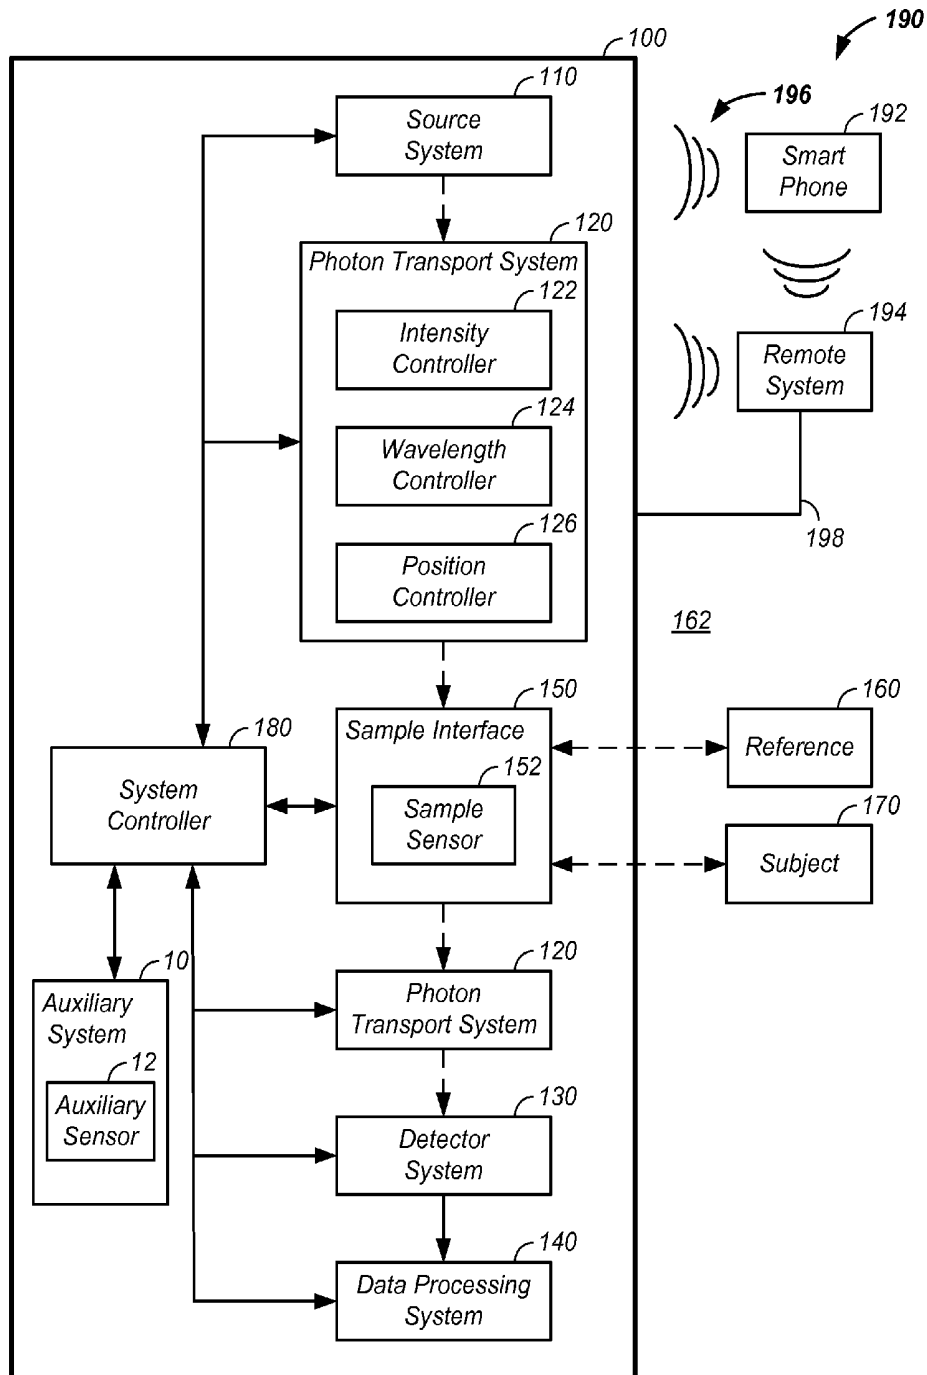 190
100
196
110
Source
System
192
Smart
Phone
120
Photon Transport System
122
Intensity
Controller
194
Remote
System
124
Wavelength
Controller
198
126
Position
Controller
162
150
Sample Interface
152
Sample
Sensor
160
Reference
180
System
Controller
170
Subject
10
Auxiliary
System
12
Auxiliary
Sensor
120
Photon
Transport System
130
Detector
System
140
Data Processing
System